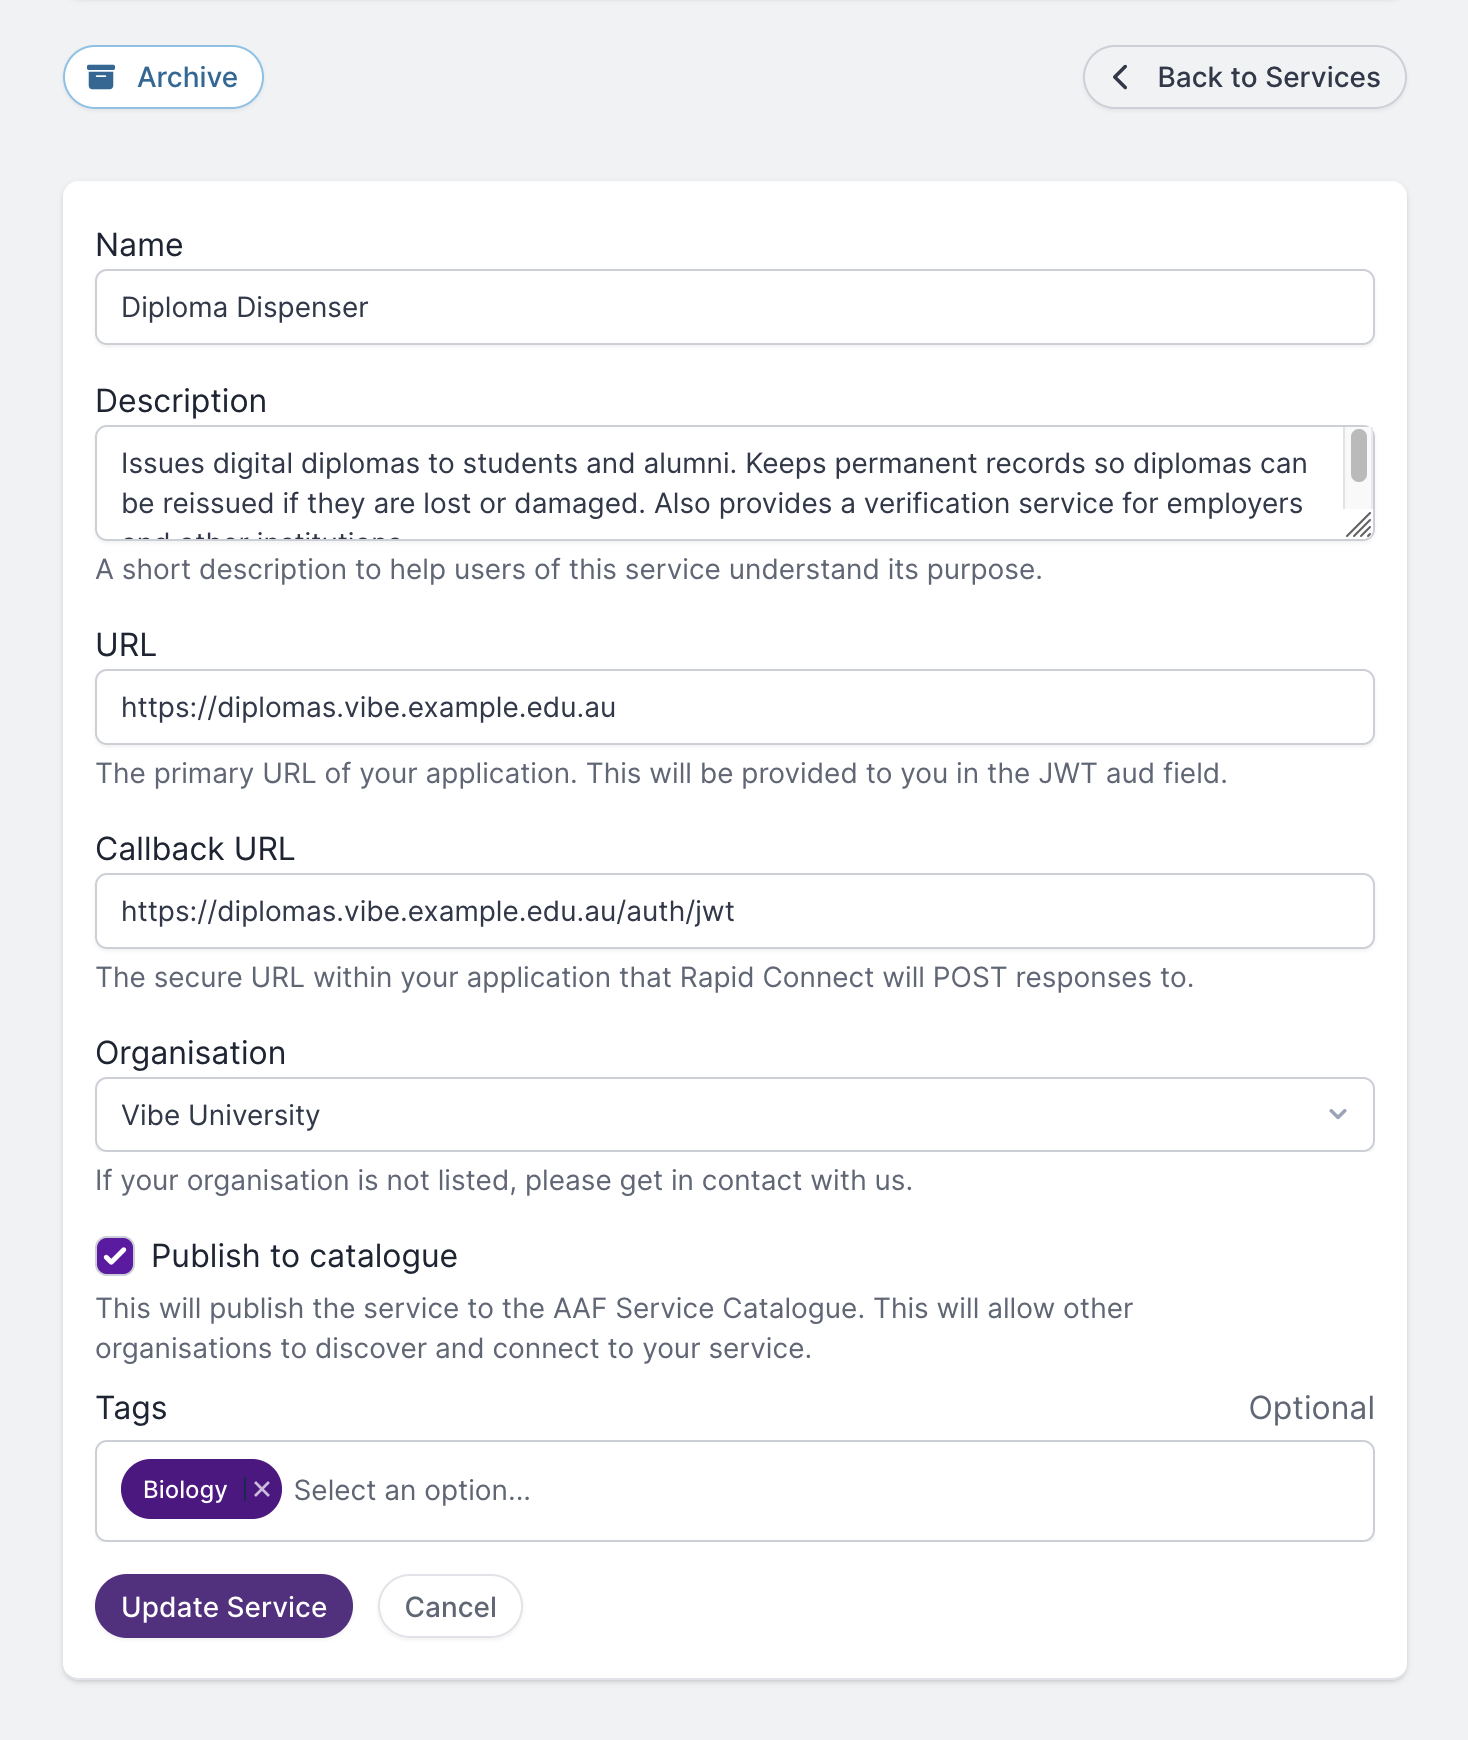 Archive
Back to Services
Name
Diploma Dispenser
Description
Issues digital diplomas to students and alumni. Keeps permanent records so diplomas can
be reissued if they are lost or damaged. Also provides a verification service for employers
and other institutions.
A short description to help users of this service understand its purpose.
URL
https://diplomas.vibe.example.edu.au
The primary URL of your application. This will be provided to you in the JWT aud field.
Callback URL
https://diplomas.vibe.example.edu.au/auth/jwt
The secure URL within your application that Rapid Connect will POST responses to.
Organisation
Vibe University
If your organisation is not listed, please get in contact with us.
Publish to catalogue
This will publish the service to the AAF Service Catalogue. This will allow other
organisations to discover and connect to your service.
Tags
Optional
Biology
Select an option...
Update Service
Cancel